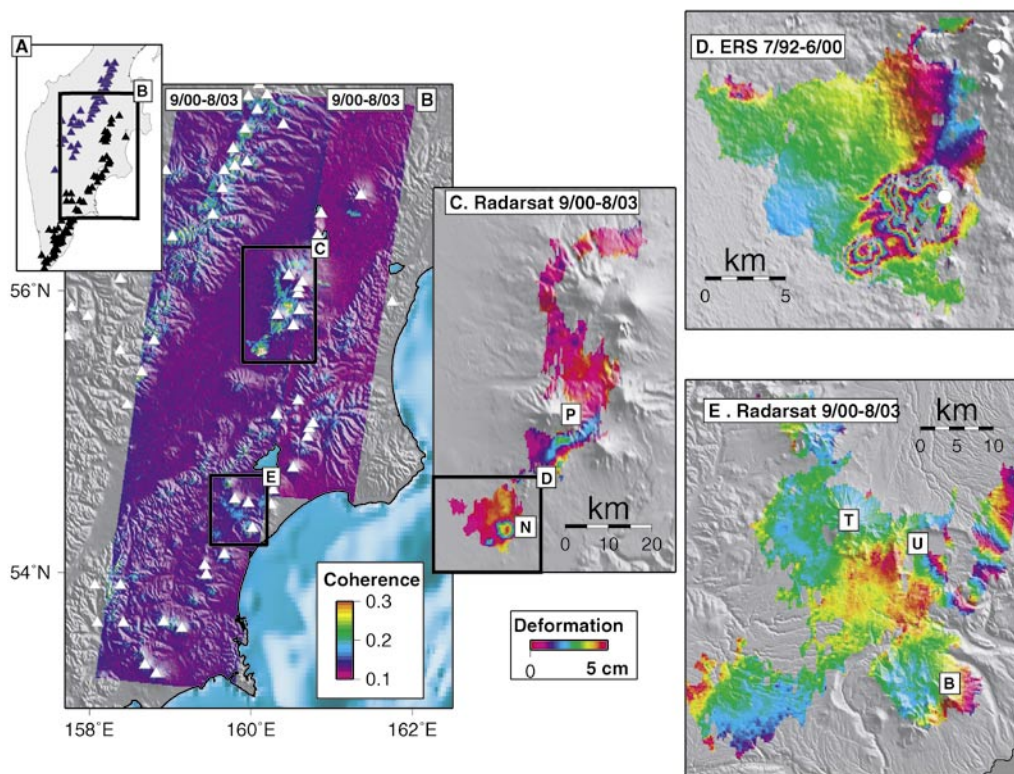 A
B
9/00-8/03
9/00-8/03
B
C
E
56°N
54°N
158°E
160°E
162°E
Coherence
0.3
0.2
0.1
C. Radarsat 9/00-8/03
P
D
N
km
0 10 20
Deformation
0
5 cm
D. ERS 7/92-6/00
km
0 5
E . Radarsat 9/00-8/03
km
0 5 10
T
U
B